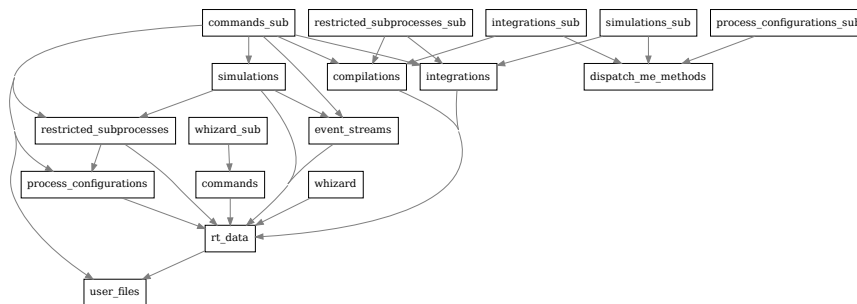 commands_sub
restricted_subprocesses_sub
integrations_sub
simulations_sub
process_configurations_sub
simulations
compilations
integrations
dispatch_me_methods
restricted_subprocesses
whizard_sub
event_streams
process_configurations
commands
whizard
rt_data
user_files